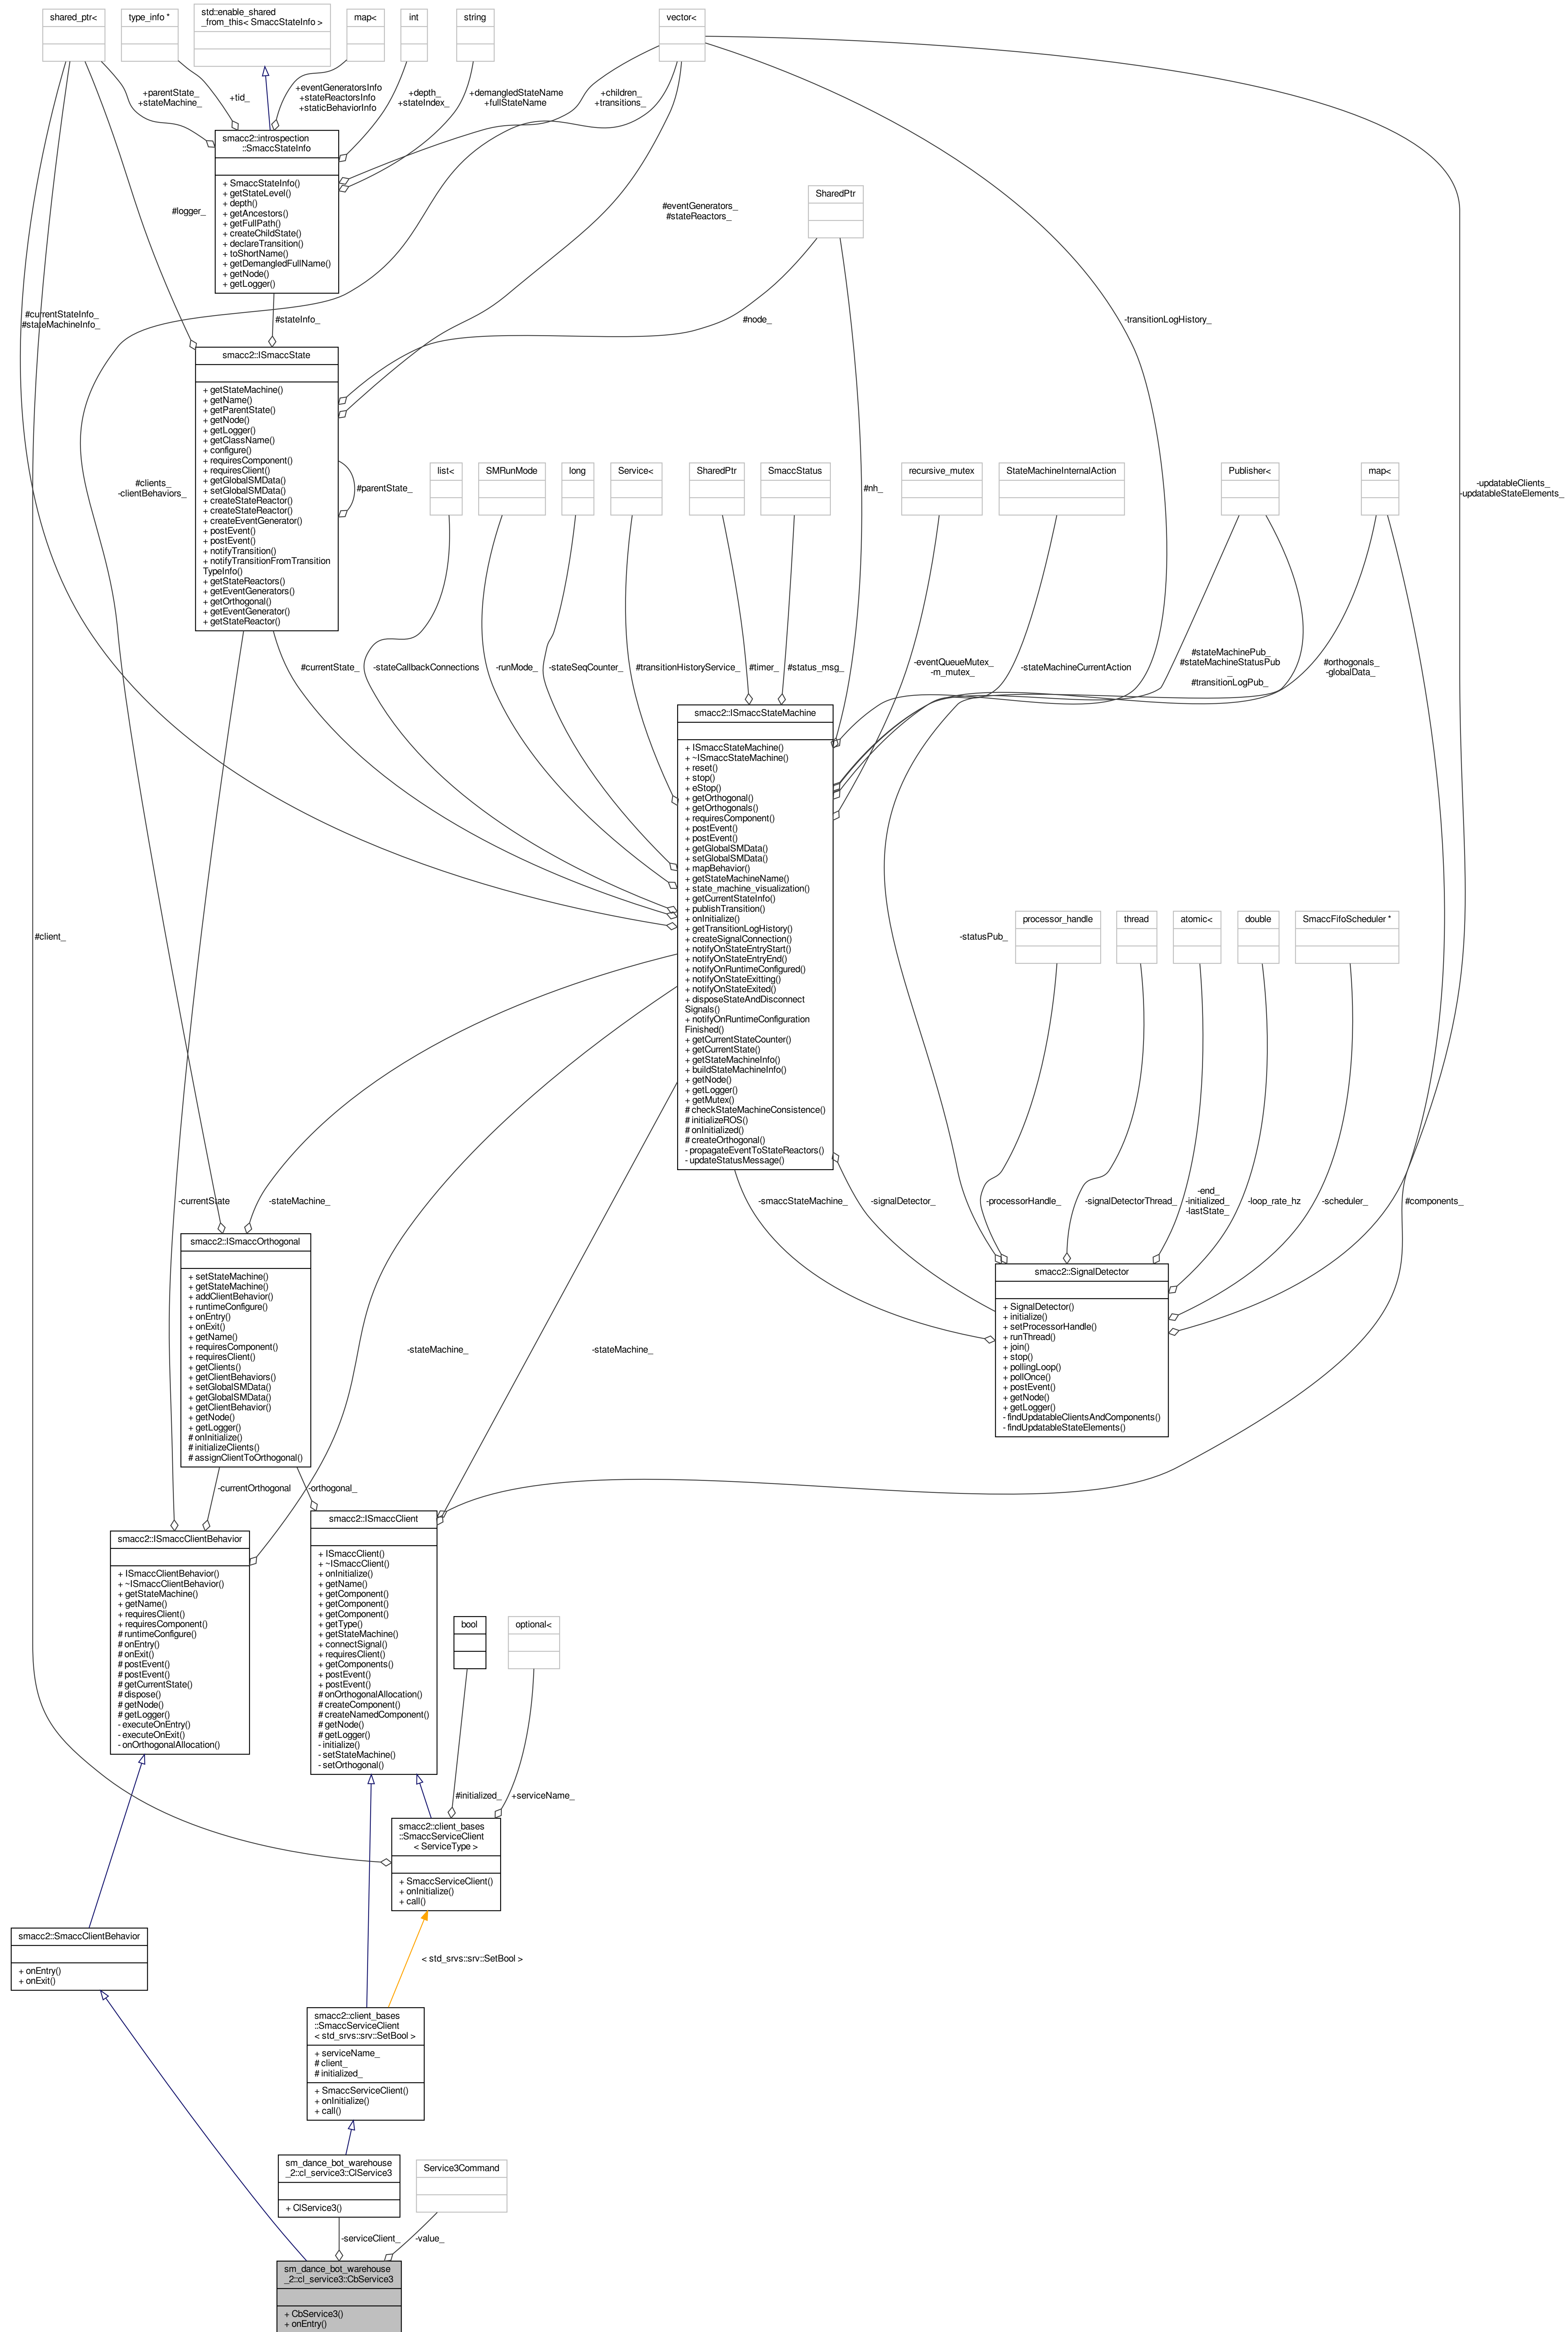 shared_ptr<
type_info *
std::enable_shared
_from_this< SmaccStateInfo >
map<
int
string
vector<
+parentState_
+stateMachine_
+tid_
+eventGeneratorsInfo
+stateReactorsInfo
+staticBehaviorInfo
+depth_
+stateIndex_
+demangledStateName
+fullStateName
+children_
+transitions_
smacc2::introspection
::SmaccStateInfo
+ SmaccStateInfo()
+ getStateLevel()
+ depth()
+ getAncestors()
+ getFullPath()
+ createChildState()
+ declareTransition()
+ toShortName()
+ getDemangledFullName()
+ getNode()
+ getLogger()
#logger_
#eventGenerators_
#stateReactors_
SharedPtr
#currentStateInfo_
#stateMachineInfo_
#stateInfo_
#node_
-transitionLogHistory_
smacc2::ISmaccState
+ getStateMachine()
+ getName()
+ getParentState()
+ getNode()
+ getLogger()
+ getClassName()
+ configure()
+ requiresComponent()
+ requiresClient()
+ getGlobalSMData()
+ setGlobalSMData()
+ createStateReactor()
+ createStateReactor()
+ createEventGenerator()
+ postEvent()
+ postEvent()
+ notifyTransition()
+ notifyTransitionFromTransition
TypeInfo()
+ getStateReactors()
+ getEventGenerators()
+ getOrthogonal()
+ getEventGenerator()
+ getStateReactor()
#clients_
-clientBehaviors_
#parentState_
list<
SMRunMode
long
Service<
SharedPtr
SmaccStatus
#nh_
recursive_mutex
StateMachineInternalAction
Publisher<
map<
-updatableClients_
-updatableStateElements_
#currentState_
-stateCallbackConnections
-runMode_
-stateSeqCounter_
#transitionHistoryService_
#timer_
#status_msg_
-eventQueueMutex_
-m_mutex_
-stateMachineCurrentAction
#stateMachinePub_
#stateMachineStatusPub
_
#transitionLogPub_
#orthogonals_
-globalData_
smacc2::ISmaccStateMachine
+ ISmaccStateMachine()
+ ~ISmaccStateMachine()
+ reset()
+ stop()
+ eStop()
+ getOrthogonal()
+ getOrthogonals()
+ requiresComponent()
+ postEvent()
+ postEvent()
+ getGlobalSMData()
+ setGlobalSMData()
+ mapBehavior()
+ getStateMachineName()
+ state_machine_visualization()
+ getCurrentStateInfo()
+ publishTransition()
+ onInitialize()
+ getTransitionLogHistory()
+ createSignalConnection()
+ notifyOnStateEntryStart()
+ notifyOnStateEntryEnd()
+ notifyOnRuntimeConfigured()
+ notifyOnStateExitting()
+ notifyOnStateExited()
+ disposeStateAndDisconnect
Signals()
+ notifyOnRuntimeConfiguration
Finished()
+ getCurrentStateCounter()
+ getCurrentState()
+ getStateMachineInfo()
+ buildStateMachineInfo()
+ getNode()
+ getLogger()
+ getMutex()
# checkStateMachineConsistence()
# initializeROS()
# onInitialized()
# createOrthogonal()
- propagateEventToStateReactors()
- updateStatusMessage()
#client_
-statusPub_
processor_handle
thread
atomic<
double
SmaccFifoScheduler *
-currentState
-stateMachine_
-smaccStateMachine_
-signalDetector_
-processorHandle_
-signalDetectorThread_
-end_
-initialized_
-lastState_
-loop_rate_hz
-scheduler_
#components_
smacc2::ISmaccOrthogonal
+ setStateMachine()
+ getStateMachine()
+ addClientBehavior()
+ runtimeConfigure()
+ onEntry()
+ onExit()
+ getName()
+ requiresComponent()
+ requiresClient()
+ getClients()
+ getClientBehaviors()
+ setGlobalSMData()
+ getGlobalSMData()
+ getClientBehavior()
+ getNode()
+ getLogger()
# onInitialize()
# initializeClients()
# assignClientToOrthogonal()
smacc2::SignalDetector
+ SignalDetector()
+ initialize()
+ setProcessorHandle()
+ runThread()
+ join()
+ stop()
+ pollingLoop()
+ pollOnce()
+ postEvent()
+ getNode()
+ getLogger()
- findUpdatableClientsAndComponents()
- findUpdatableStateElements()
-stateMachine_
-stateMachine_
-currentOrthogonal
-orthogonal_
smacc2::ISmaccClientBehavior
+ ISmaccClientBehavior()
+ ~ISmaccClientBehavior()
+ getStateMachine()
+ getName()
+ requiresClient()
+ requiresComponent()
# runtimeConfigure()
# onEntry()
# onExit()
# postEvent()
# postEvent()
# getCurrentState()
# dispose()
# getNode()
# getLogger()
- executeOnEntry()
- executeOnExit()
- onOrthogonalAllocation()
smacc2::ISmaccClient
+ ISmaccClient()
+ ~ISmaccClient()
+ onInitialize()
+ getName()
+ getComponent()
+ getComponent()
+ getComponent()
+ getType()
+ getStateMachine()
+ connectSignal()
+ requiresClient()
+ getComponents()
+ postEvent()
+ postEvent()
# onOrthogonalAllocation()
# createComponent()
# createNamedComponent()
# getNode()
# getLogger()
- initialize()
- setStateMachine()
- setOrthogonal()
bool
optional<
#initialized_
+serviceName_
smacc2::client_bases
::SmaccServiceClient
< ServiceType >
+ SmaccServiceClient()
+ onInitialize()
+ call()
smacc2::SmaccClientBehavior
+ onEntry()
+ onExit()
< std_srvs::srv::SetBool >
smacc2::client_bases
::SmaccServiceClient
< std_srvs::srv::SetBool >
+ serviceName_
# client_
# initialized_
+ SmaccServiceClient()
+ onInitialize()
+ call()
sm_dance_bot_warehouse
_2::cl_service3::ClService3
+ ClService3()
Service3Command
-serviceClient_
-value_
sm_dance_bot_warehouse
_2::cl_service3::CbService3
+ CbService3()
+ onEntry()